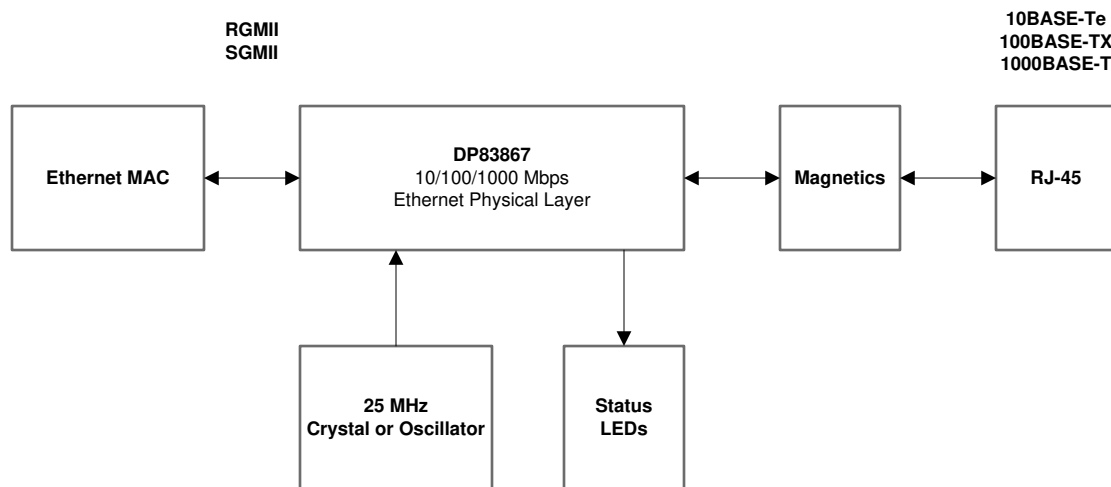 RGMII
SGMII
10BASE-Te
100BASE-TX
1000BASE-T
Ethernet MAC
DP83867
10/100/1000 Mbps
Ethernet Physical Layer
Magnetics
RJ-45
25 MHz
Crystal or Oscillator
Status
LEDs